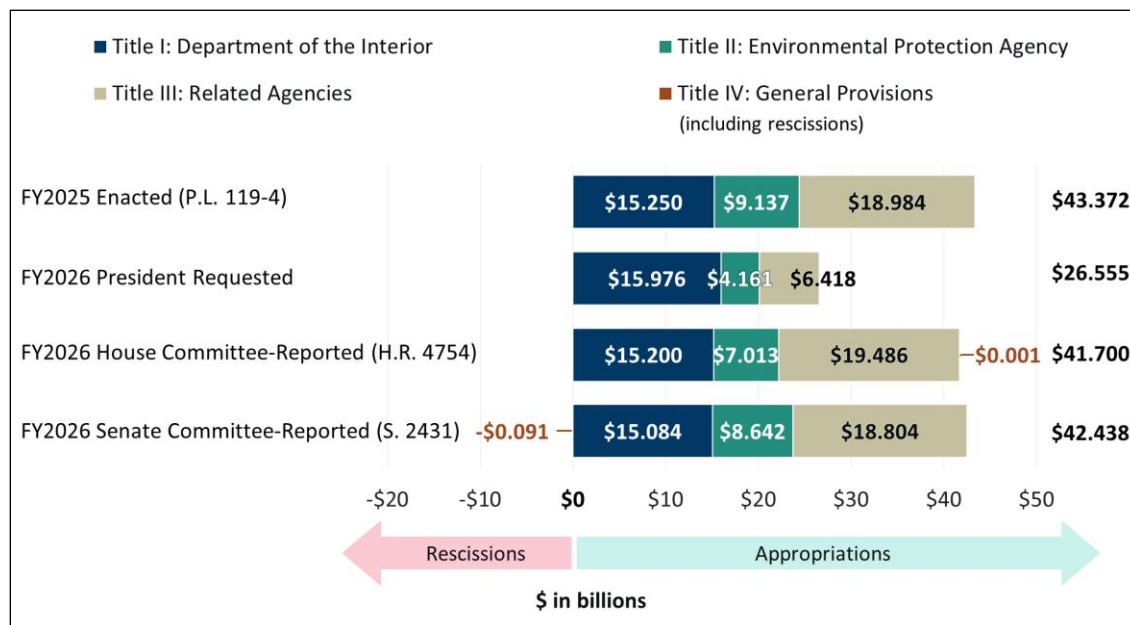 Title I: Department of the Interior
Title II: Environmental Protection Agency
Title III: Related Agencies
Title IV: General Provisions
(including rescissions)
FY2025 Enacted (P.L. 119-4) $15.250 $9.137 $18.984 $43.372
FY2026 President Requested $15.976 $4.161 $6.418 $26.555
FY2026 House Committee-Reported (H.R. 4754) $15.200 $7.013 $19.486 $0.001 $41.700
FY2026 Senate Committee-Reported (S. 2431) -$0.091 $15.084 $8.642 $18.804 $42.438
-$20 -$10 $0 $10 $20 $30 $40 $50
Rescissions Appropriations
$ in billions